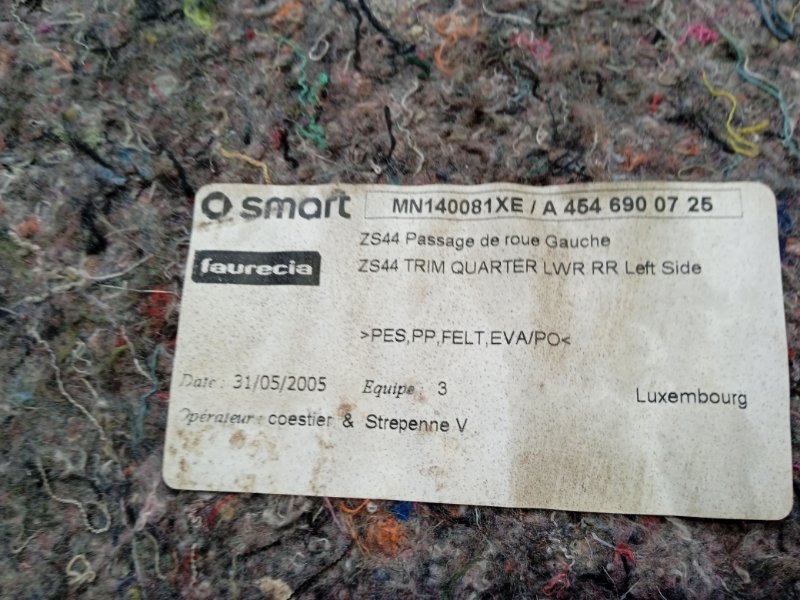 smart MN140081XE / A 454 690 07 25
ZS44 Passage de roue Gauche
faurecia ZS44 TRIM QUARTER LWR RR Left Side
>PES,PP,FELT,EVA/PO<
Date : 31/05/2005 Equipe : 3 Luxembourg
Opérateur : coestier & Strepenne V